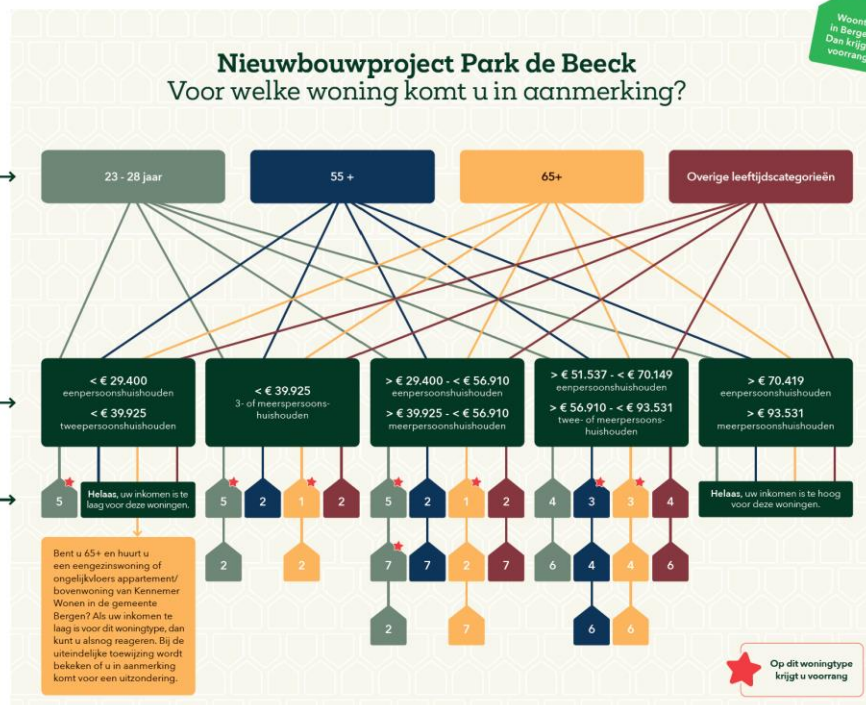 Woont
in Berge
Dan krijg
voorrang
Nieuwbouwproject Park de Beeck
Voor welke woning komt u in aanmerking?
23 - 28 jaar
55 +
65+
Overige leeftijdscategorieën
< € 29.400
eenpersoonshuishouden
< € 39.925
tweepersoonshuishouden
< € 39.925
3- of meerspersoons-
huishouden
> € 29.400 - < € 56.910
eenpersoonshuishouden
> € 39.925 - < € 56.910
meerpersoonshuishouden
> € 51.537 - < € 70.149
eenpersoonshuishouden
> € 56.910 - < € 93.531
twee- of meerpersoons-
huishouden
> € 70.419
eenpersoonshuishouden
> € 93.531
meerpersoonshuishouden
5
Helaas, uw inkomen is te
laag voor deze woningen.
5 2 1 2
5 2 1 2
4 3 3 4
Helaas, uw inkomen is te hoog
voor deze woningen.
2 2
7 7 2 7
6 4 4 6
2 7
6 6
Bent u 65+ en huurt u
een eengezinswoning of
ongelijkvloers appartement/
bovenwoning van Kennemer
Wonen in de gemeente
Bergen? Als uw inkomen te
laag is voor dit woningtype, dan
kunt u alsnog reageren. Bij de
uiteindelijke toewijzing wordt
bekeken of u in aanmerking
komt voor een uitzondering.
Op dit woningtype
krijgt u voorrang